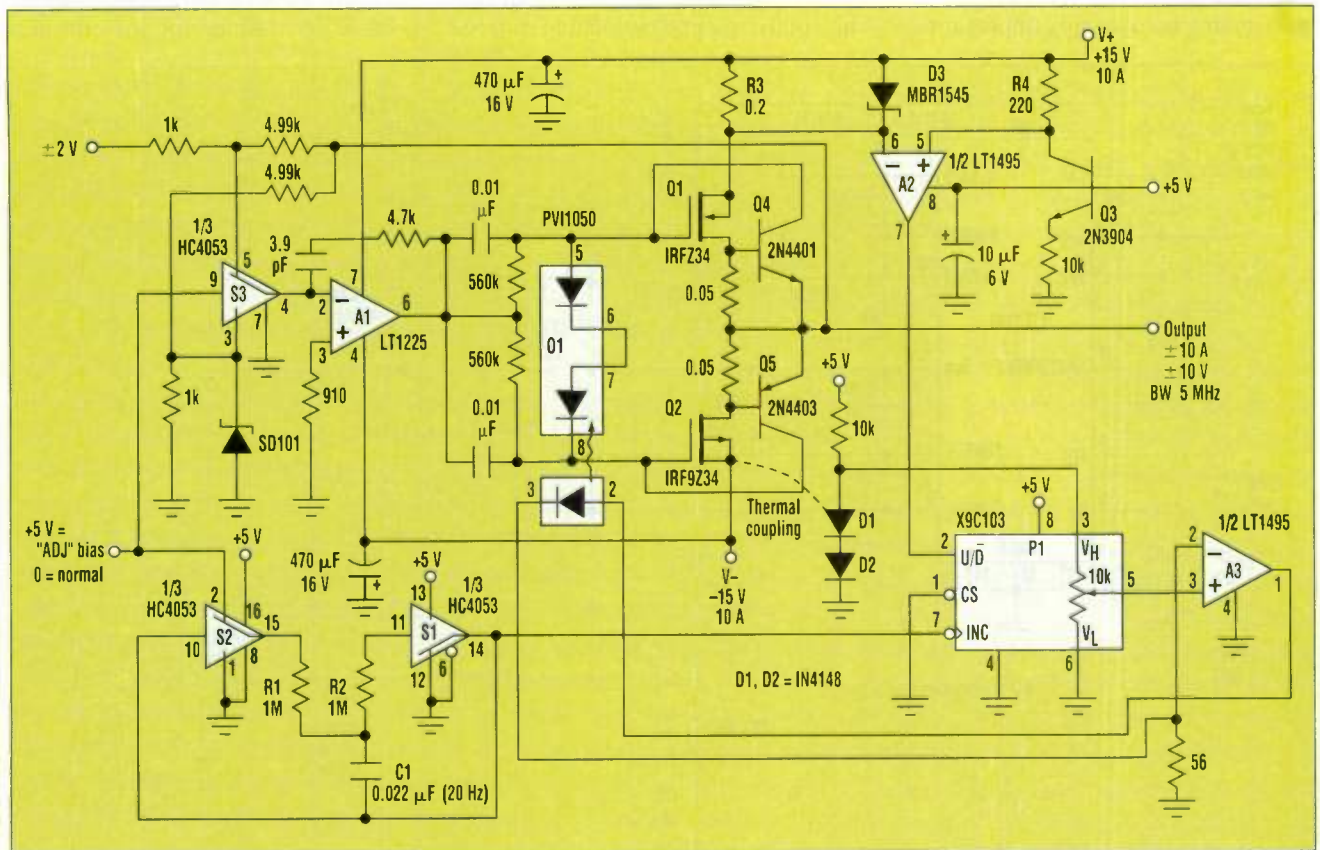 V+
+15 V
10 A
470 µF
16 V
R3
0.2
D3
MBR1545
R4
220
1k
4.99k
±2 V
4.99k
6
5
1/2 LT1495
A2
8
+5 V
7
Q3
2N3904
10k
10 µF
6 V
0.01
µF
4.7k
PVI1050
5
Q1
IRFZ34
Q4
2N4401
1/3
HC4053
3.9
pF
9
5
S3
4
7
3
2
7
A1
6
3
4
LT1225
560k
560k
O1
6
7
8
0.05
0.05
Output
±10 A
±10 V
BW 5 MHz
+5 V
10k
Q5
2N4403
Q2
IRF9Z34
0.01
µF
1k
SD101
910
3
2
Thermal
coupling
D1
D2
+5 V =
"ADJ" bias
0 = normal
+5 V
1/3
HC4053
2
16
15
S2
10
1
8
470 µF
16 V
+5 V
1/3
HC4053
13
11
S1
14
12
6
V−
−15 V
10 A
X9C103
+5 V
8
3
2
U/D̅
P1
VH
1
CS
10k
5
7
INC
VL
4
6
1/2 LT1495
2
A3
3
1
4
R1
1M
R2
1M
C1
0.022 µF (20 Hz)
D1, D2 = IN4148
56